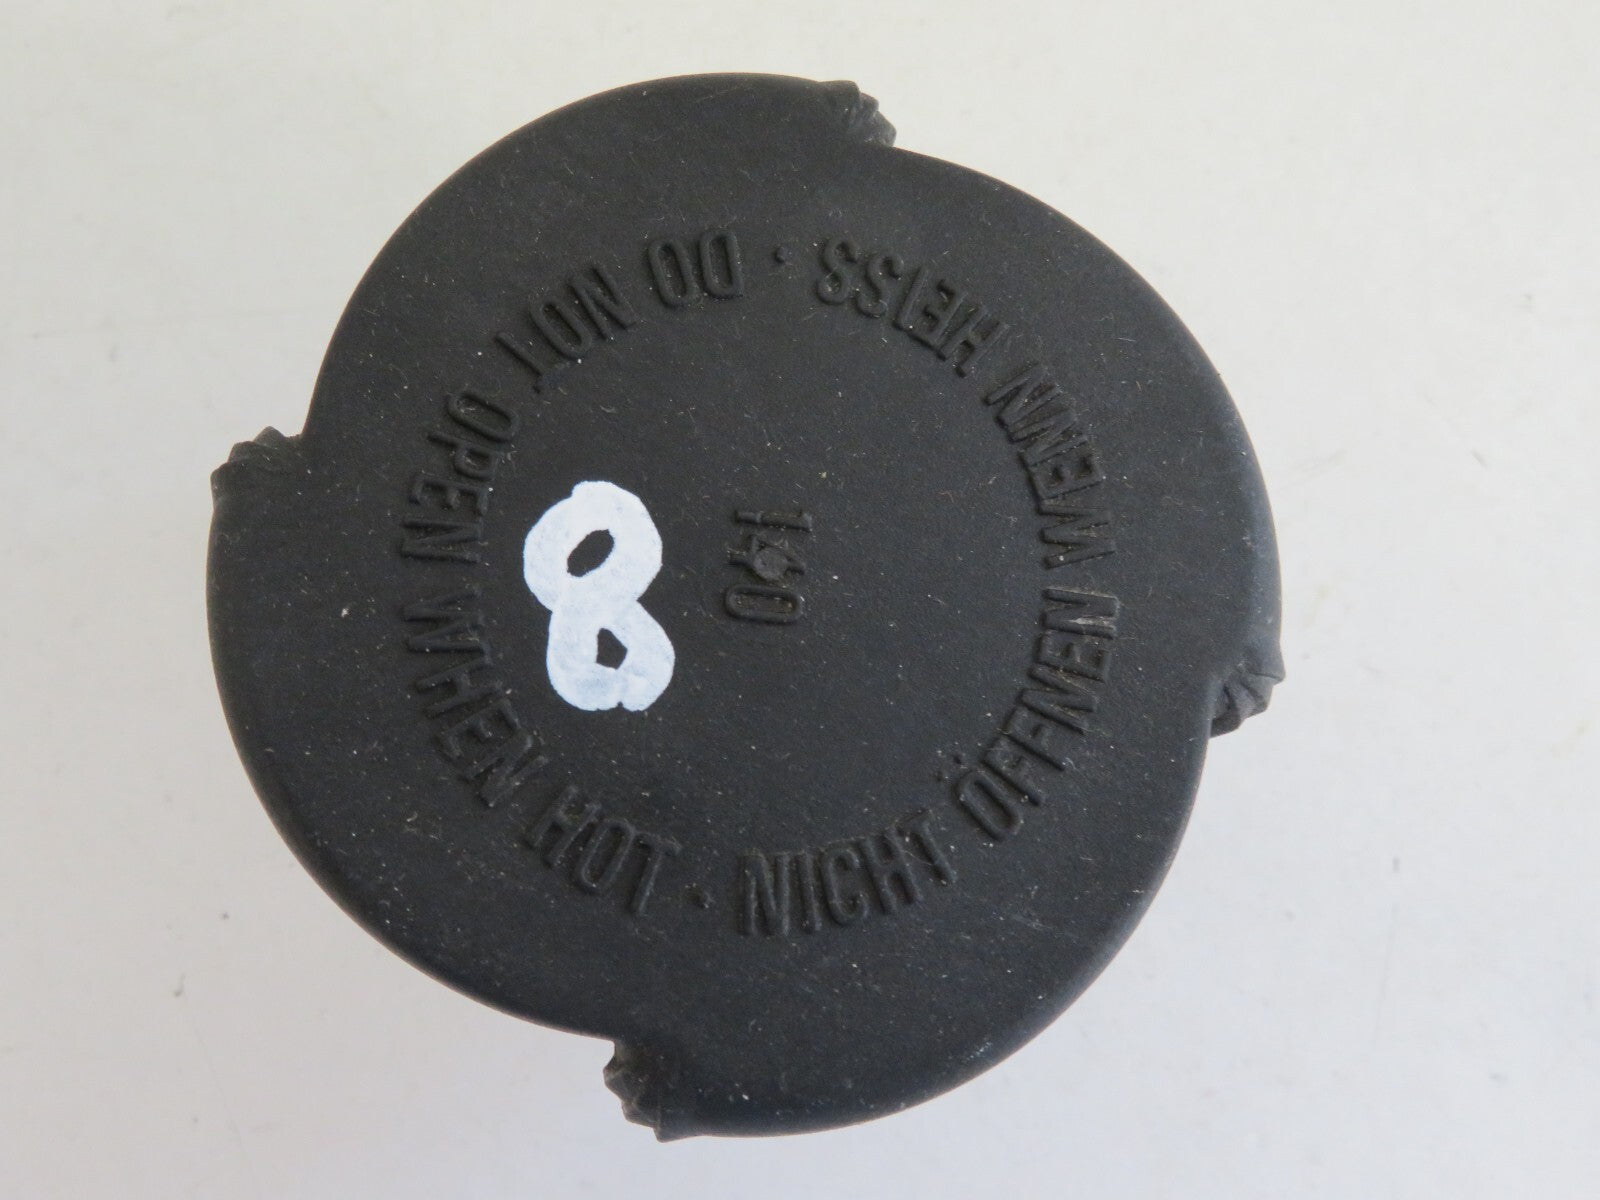 DO NOT OPEN WHEN HOT ·
NICHT ÖFFNEN WENN HEISS ·
140
8